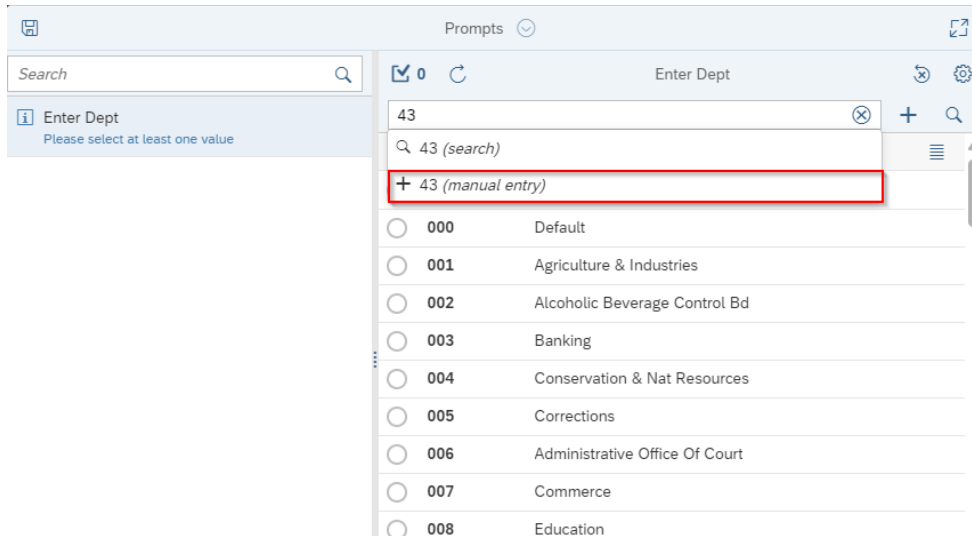 Prompts
Search
Enter Dept
Please select at least one value
0
Enter Dept
43
43 (search)
43 (manual entry)
000 Default
001 Agriculture & Industries
002 Alcoholic Beverage Control Bd
003 Banking
004 Conservation & Nat Resources
005 Corrections
006 Administrative Office Of Court
007 Commerce
008 Education